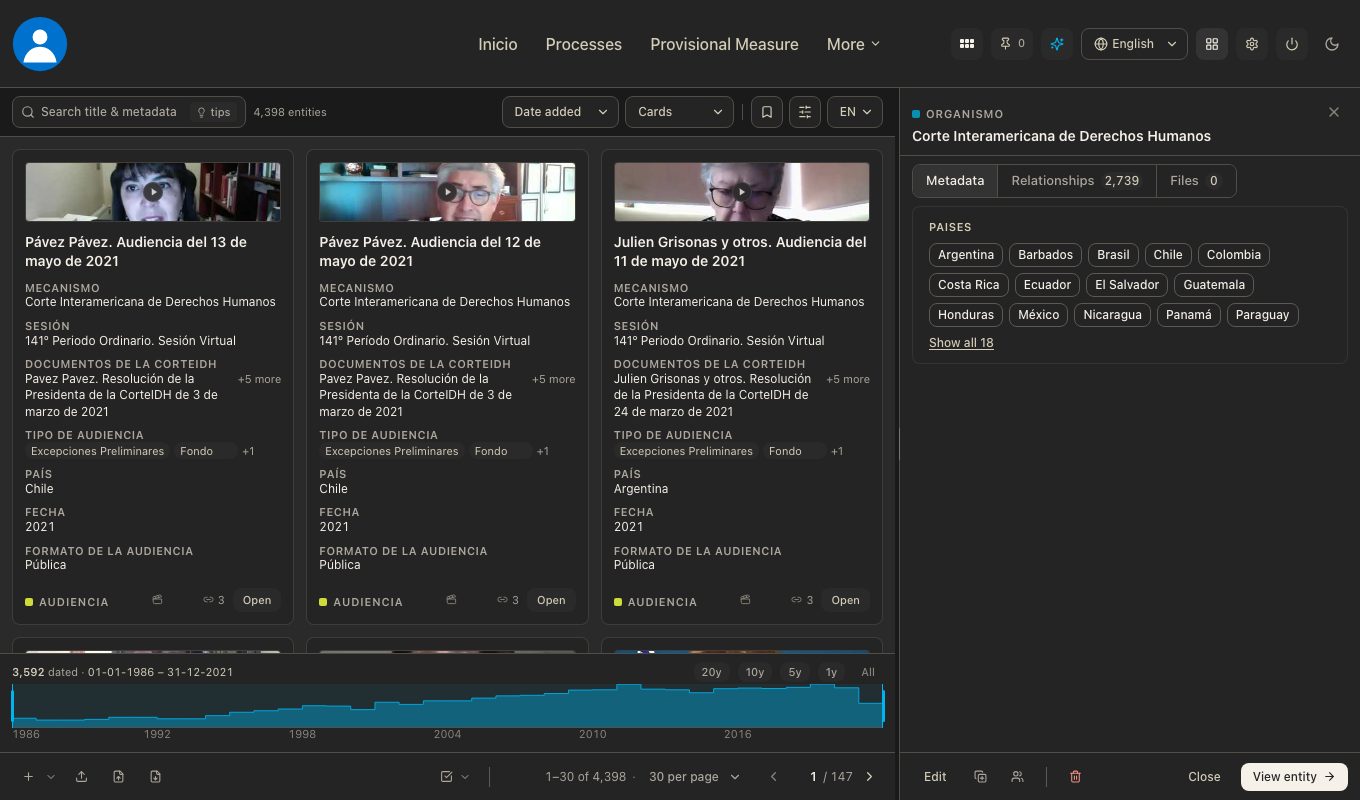 Inicio
Processes
Provisional Measure
More
0
English
Search title & metadata
tips
4,398 entities
Date added
Cards
EN
Pávez Pávez. Audiencia del 13 de
mayo de 2021
MECANISMO
Corte Interamericana de Derechos Humanos
SESIÓN
141° Periodo Ordinario. Sesión Virtual
DOCUMENTOS DE LA CORTEIDH
Pavez Pavez. Resolución de la
Presidenta de la CorteIDH de 3 de
marzo de 2021
+5 more
TIPO DE AUDIENCIA
Excepciones Preliminares
Fondo
+1
PAÍS
Chile
FECHA
2021
FORMATO DE LA AUDIENCIA
Pública
AUDIENCIA
3
Open
Pávez Pávez. Audiencia del 12 de
mayo de 2021
MECANISMO
Corte Interamericana de Derechos Humanos
SESIÓN
141° Período Ordinario. Sesión Virtual
DOCUMENTOS DE LA CORTEIDH
Pavez Pavez. Resolución de la
Presidenta de la CorteIDH de 3 de
marzo de 2021
+5 more
TIPO DE AUDIENCIA
Excepciones Preliminares
Fondo
+1
PAÍS
Chile
FECHA
2021
FORMATO DE LA AUDIENCIA
Pública
AUDIENCIA
3
Open
Julien Grisonas y otros. Audiencia del
11 de mayo de 2021
MECANISMO
Corte Interamericana de Derechos Humanos
SESIÓN
141° Periodo Ordinario. Sesión Virtual
DOCUMENTOS DE LA CORTEIDH
Julien Grisonas y otros. Resolución
de la Presidenta de la CorteIDH de
24 de marzo de 2021
+5 more
TIPO DE AUDIENCIA
Excepciones Preliminares
Fondo
+1
PAÍS
Argentina
FECHA
2021
FORMATO DE LA AUDIENCIA
Pública
AUDIENCIA
3
Open
3,592 dated · 01-01-1986 – 31-12-2021
20y
10y
5y
1y
All
1986
1992
1998
2004
2010
2016
1–30 of 4,398 ·
30 per page
1 / 147
ORGANISMO
Corte Interamericana de Derechos Humanos
Metadata
Relationships 2,739
Files 0
PAISES
Argentina
Barbados
Brasil
Chile
Colombia
Costa Rica
Ecuador
El Salvador
Guatemala
Honduras
México
Nicaragua
Panamá
Paraguay
Show all 18
Edit
Close
View entity